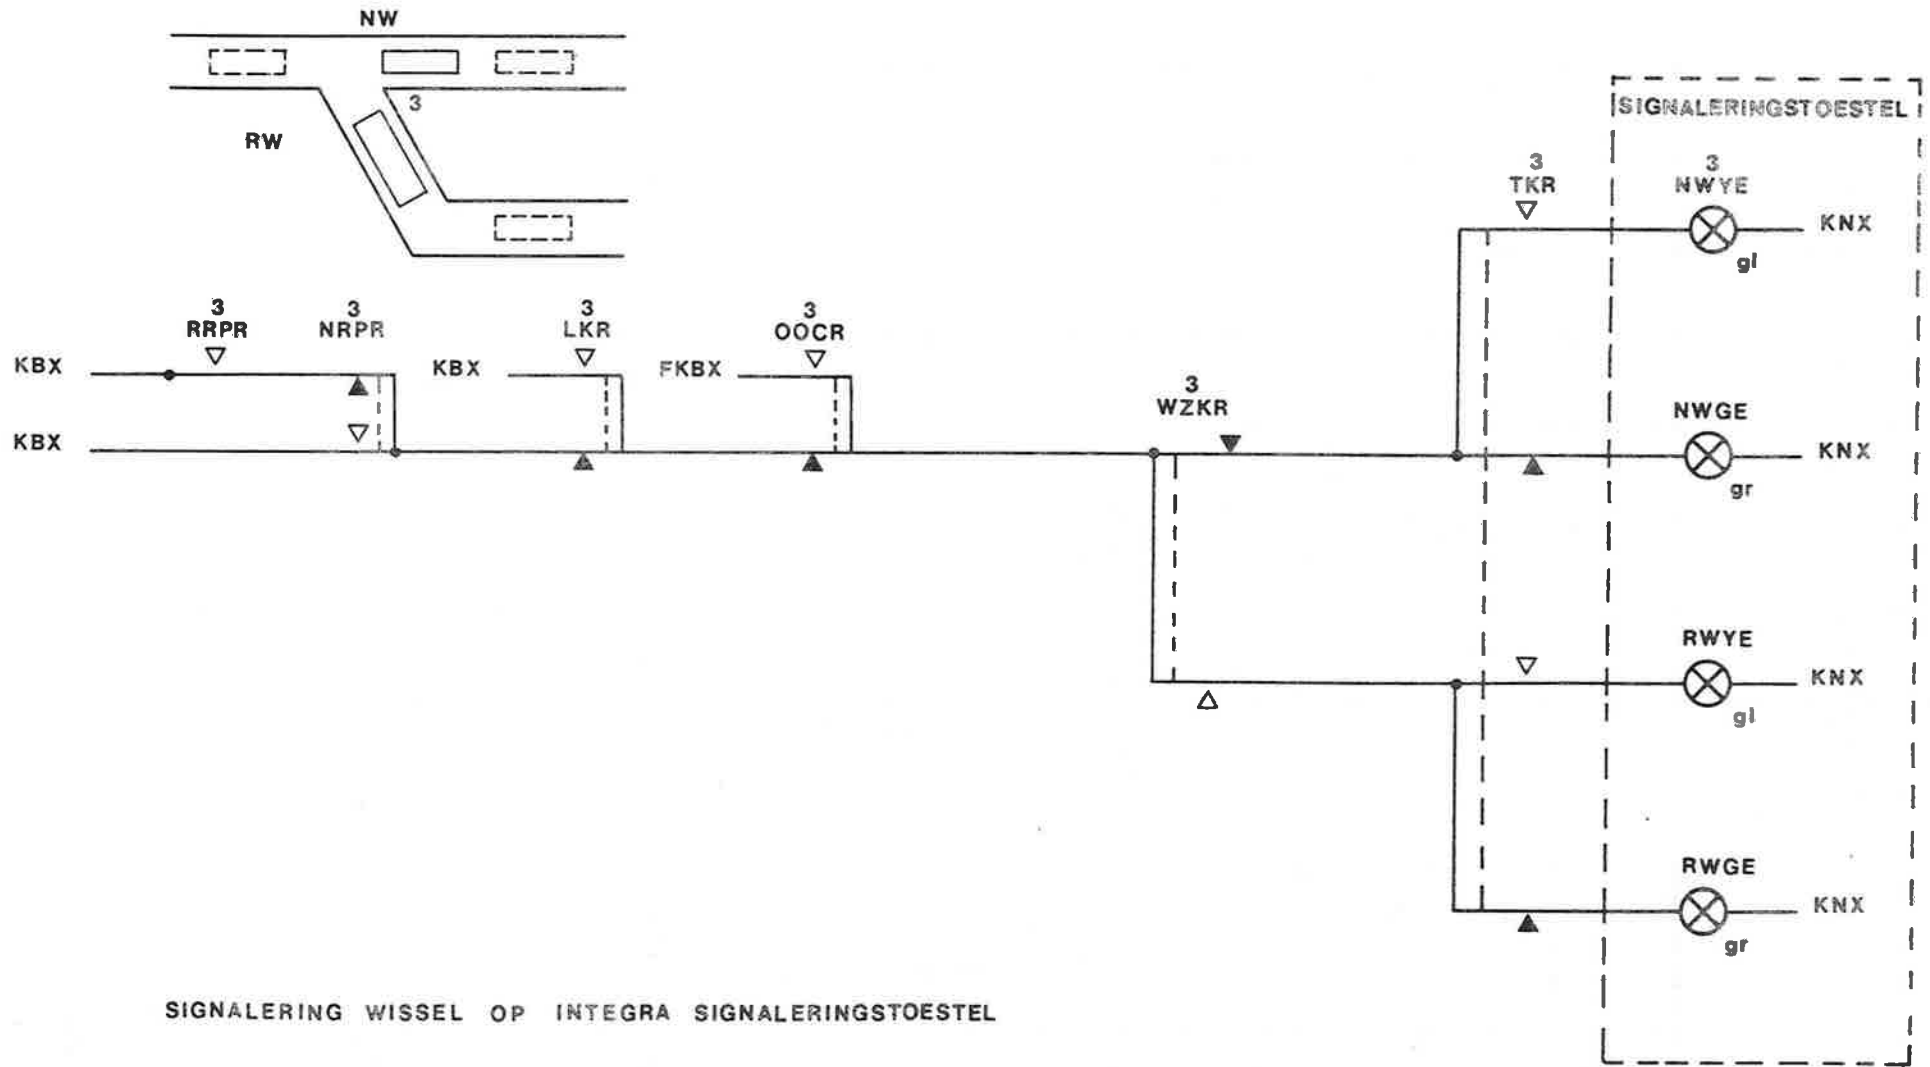 NW
3
RW
SIGNALERINGSTOESTEL
3
TKR
3
NWYE
KNX
gl
3
RRPR
3
NRPR
3
LKR
3
OOCR
KBX
KBX
FKBX
KBX
3
WZKR
NWGE
KNX
gr
RWYE
KNX
gl
RWGE
KNX
gr
SIGNALERING WISSEL OP INTEGRA SIGNALERINGSTOESTEL